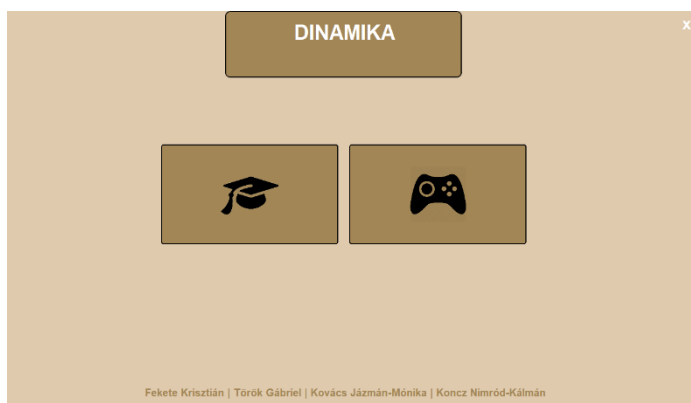 DINAMIKA
x
Fekete Krisztián | Török Gábriel | Kovács Jázmán-Mónika | Koncz Nimród-Kálmán